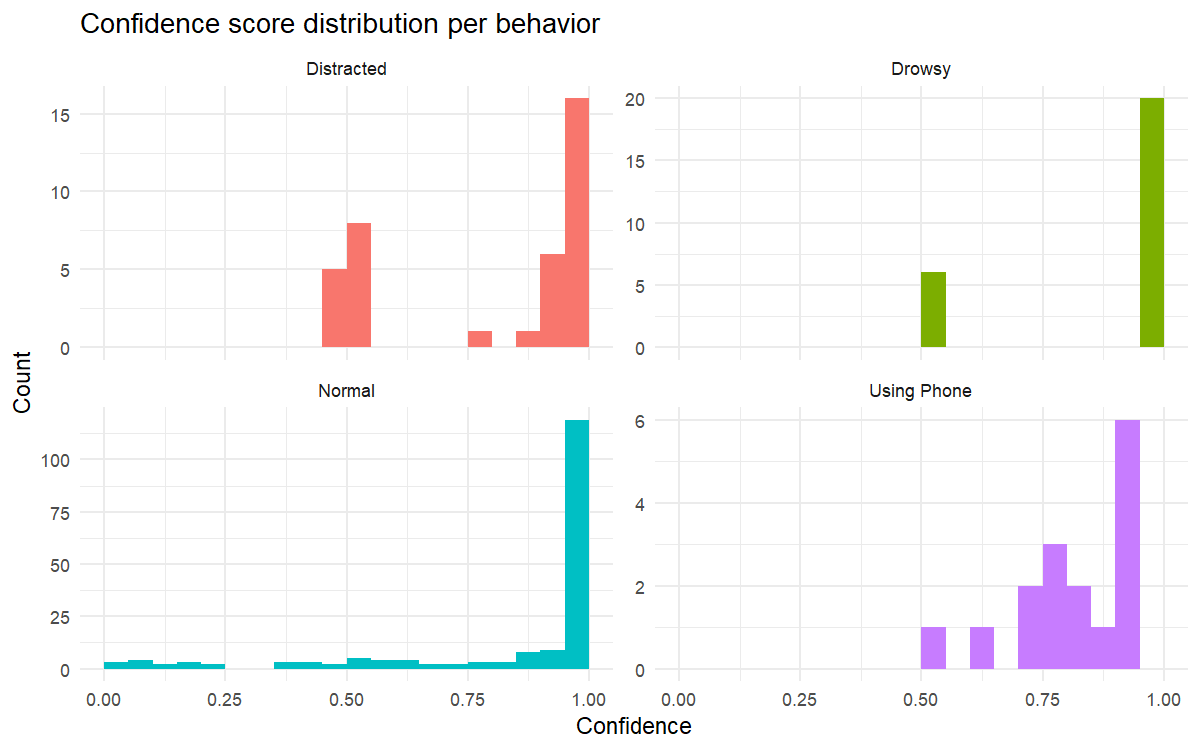 Confidence score distribution per behavior
Distracted
Drowsy
15
10
5
0
20
15
10
5
0
Count
Normal
Using Phone
100
75
50
25
0
6
4
2
0
0.00 0.25 0.50 0.75 1.00
0.00 0.25 0.50 0.75 1.00
Confidence